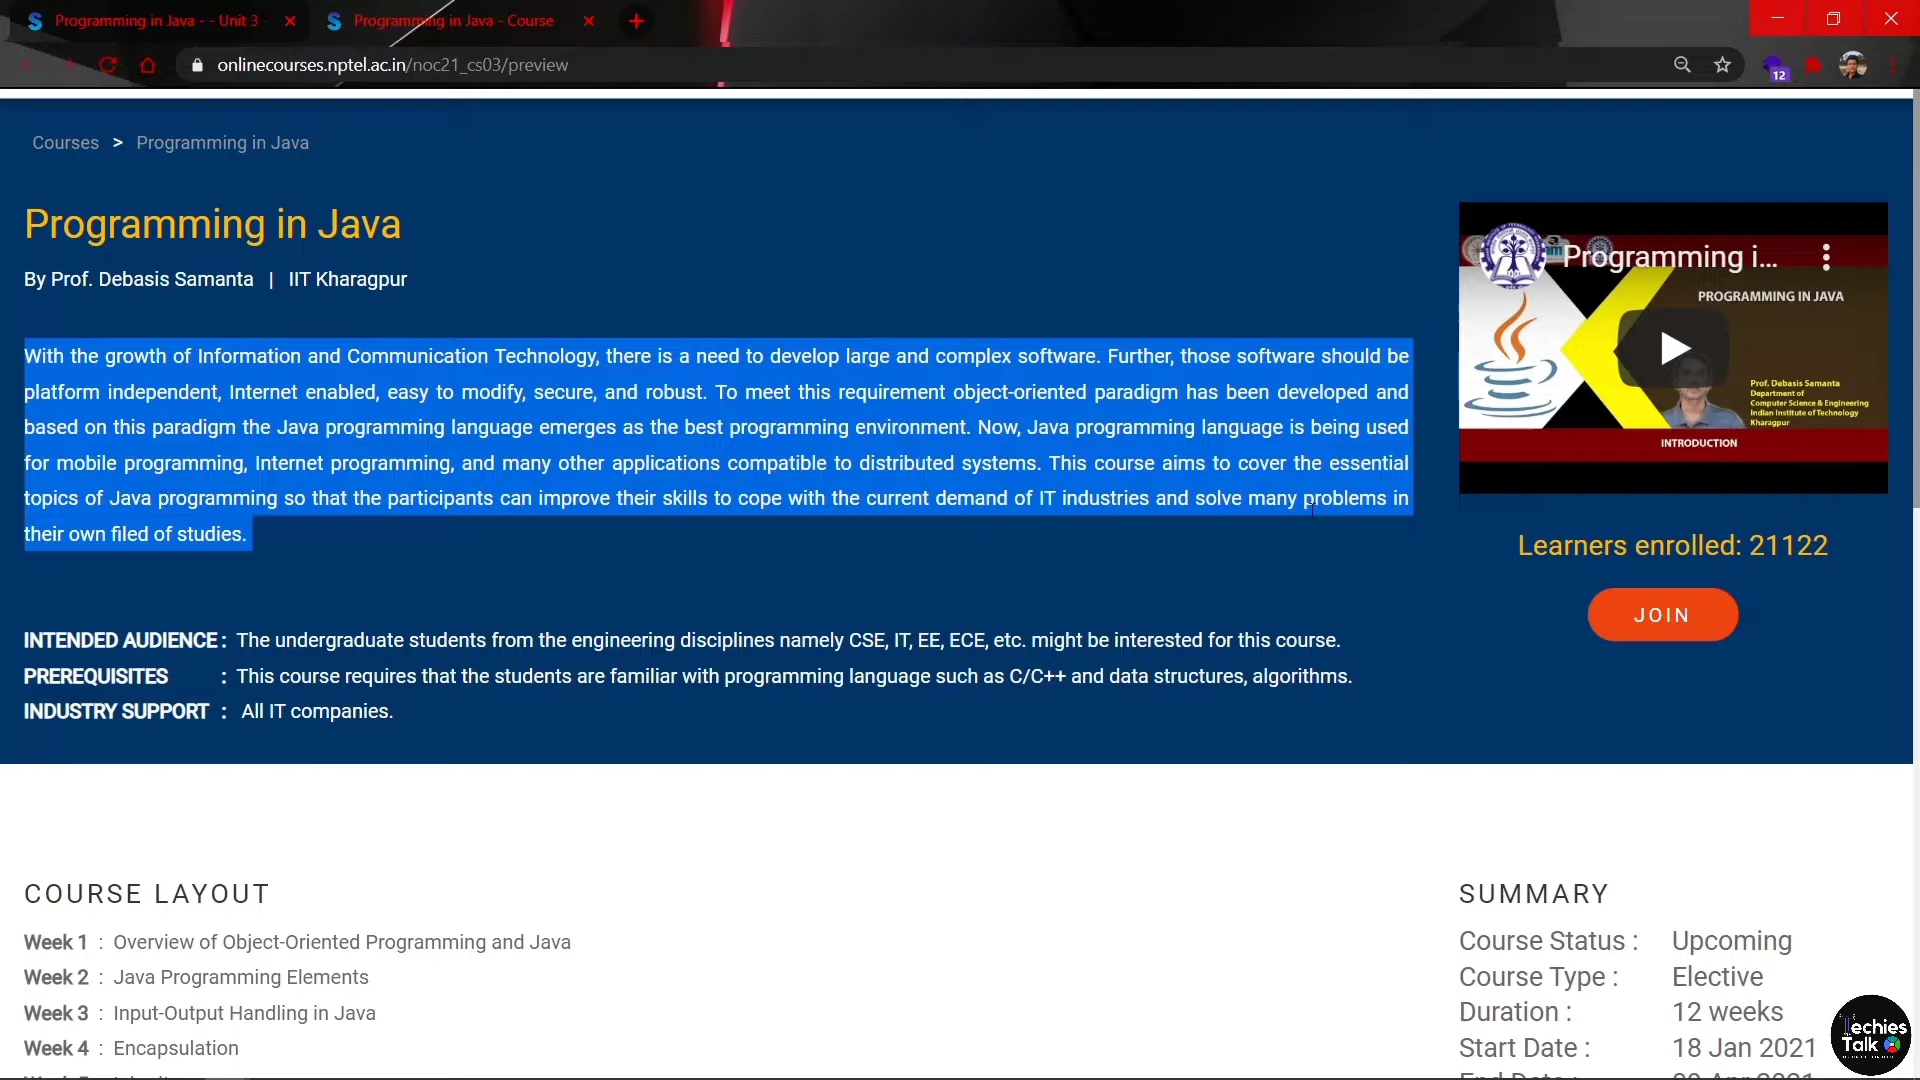 Programming in Java - - Unit 3 -
Programming in Java - Course
onlinecourses.nptel.ac.in/noc21_cs03/preview
12
Courses > Programming in Java
Programming in Java
By Prof. Debasis Samanta | IIT Kharagpur
With the growth of Information and Communication Technology, there is a need to develop large and complex software. Further, those software should be
platform independent, Internet enabled, easy to modify, secure, and robust. To meet this requirement object-oriented paradigm has been developed and
based on this paradigm the Java programming language emerges as the best programming environment. Now, Java programming language is being used
for mobile programming, Internet programming, and many other applications compatible to distributed systems. This course aims to cover the essential
topics of Java programming so that the participants can improve their skills to cope with the current demand of IT industries and solve many problems in
their own filed of studies.
Programming i...
PROGRAMMING IN JAVA
Prof. Debasis Samanta
Department of
Computer Science & Engineering
Indian Institute of Technology
Kharagpur
INTRODUCTION
Learners enrolled: 21122
JOIN
INTENDED AUDIENCE : The undergraduate students from the engineering disciplines namely CSE, IT, EE, ECE, etc. might be interested for this course.
PREREQUISITES : This course requires that the students are familiar with programming language such as C/C++ and data structures, algorithms.
INDUSTRY SUPPORT : All IT companies.
COURSE LAYOUT
Week 1 : Overview of Object-Oriented Programming and Java
Week 2 : Java Programming Elements
Week 3 : Input-Output Handling in Java
Week 4 : Encapsulation
SUMMARY
Course Status : Upcoming
Course Type : Elective
Duration : 12 weeks
Start Date : 18 Jan 2021
Techies
Talk